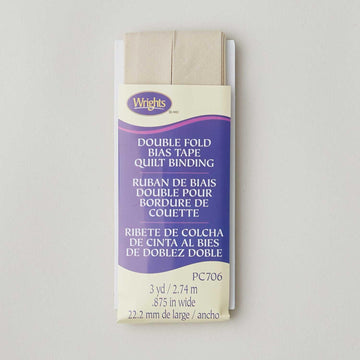 Wrights
DOUBLE FOLD
BIAS TAPE
QUILT BINDING
RUBAN DE BIAIS
DOUBLE POUR
BORDURE DE
COUETTE
RIBETE DE COLCHA
DE CINTA AL BIES
DE DOBLEZ DOBLE
PC706
3 yd / 2.74 m
.875 in wide
22.2 mm de large / ancho